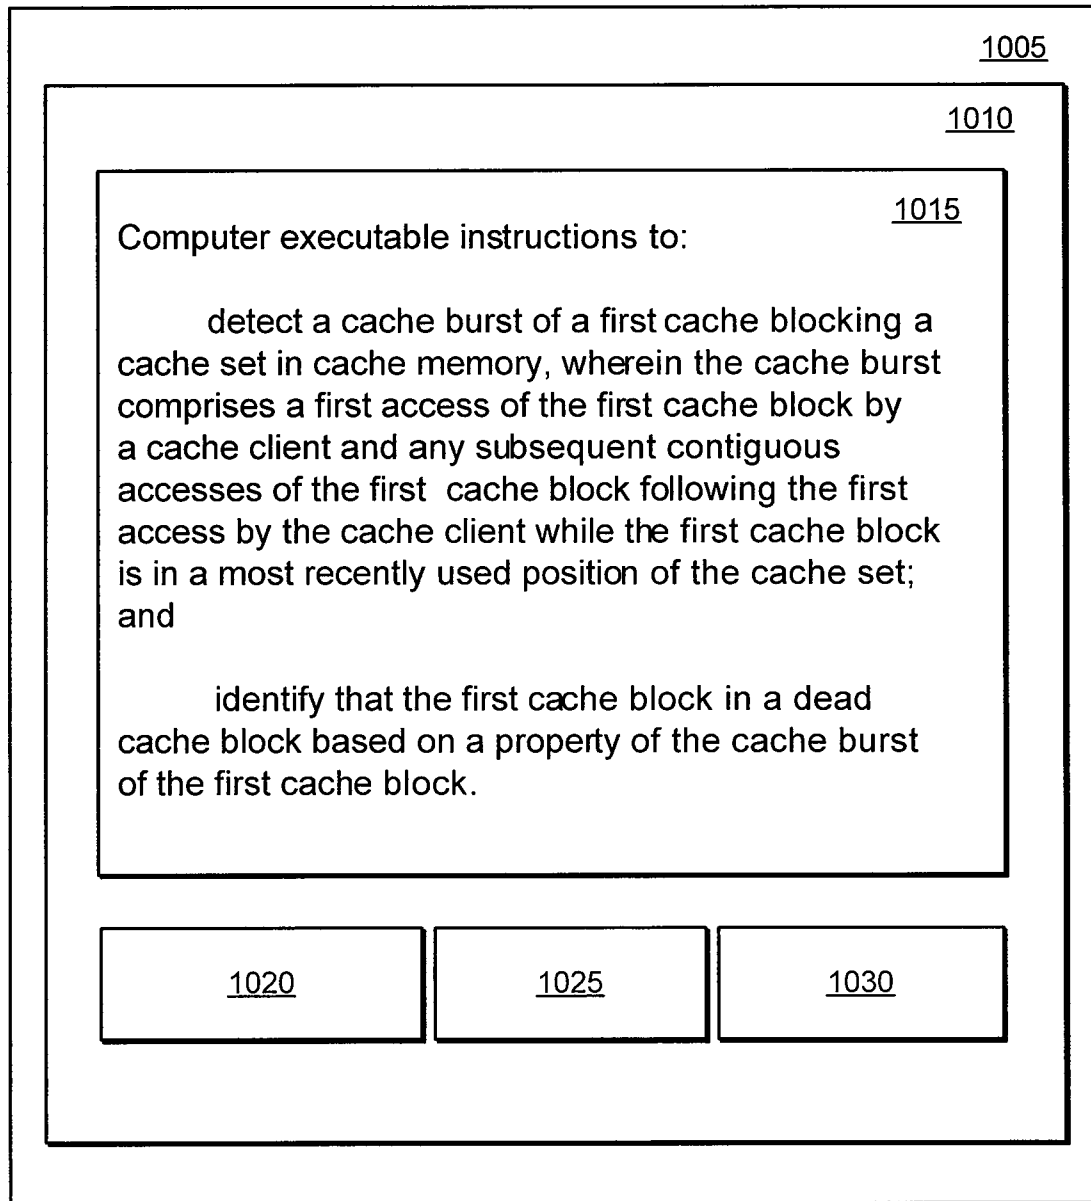 1005
1010
1015
Computer executable instructions to:
detect a cache burst of a first cache blocking a
cache set in cache memory, wherein the cache burst
comprises a first access of the first cache block by
a cache client and any subsequent contiguous
accesses of the first cache block following the first
access by the cache client while the first cache block
is in a most recently used position of the cache set;
and
identify that the first cache block in a dead
cache block based on a property of the cache burst
of the first cache block.
1020 1025 1030